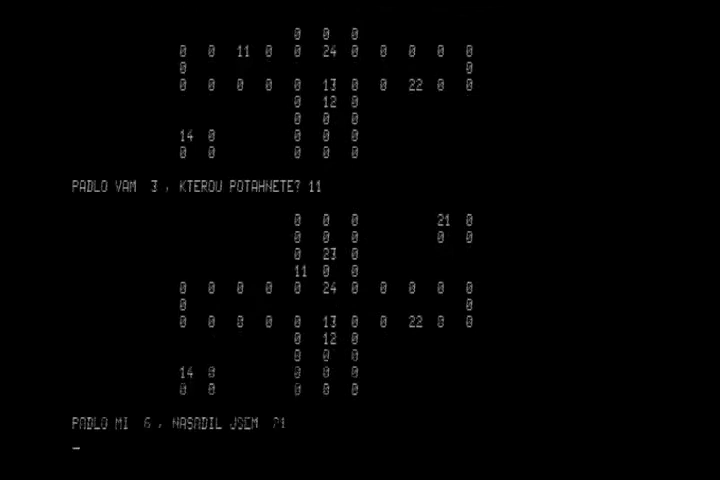 0 0 0
0 0 11 0 0 24 0 0 0 0 0
0 0
0 0 0 0 0 13 0 0 22 0 0
0 12 0
0 0 0
14 0 0 0 0
0 0 0 0 0
PADLO VAM 3 , KTEROU POTAHNETE? 11
0 0 0 21 0
0 0 0 0 0
0 23 0
11 0 0
0 0 0 0 0 24 0 0 0 0 0
0 0
0 0 0 0 0 13 0 0 22 0 0
0 12 0
0 0 0
14 0 0 0 0
0 0 0 0 0
PADLO MI 6 , NASADIL JSEM 21
_